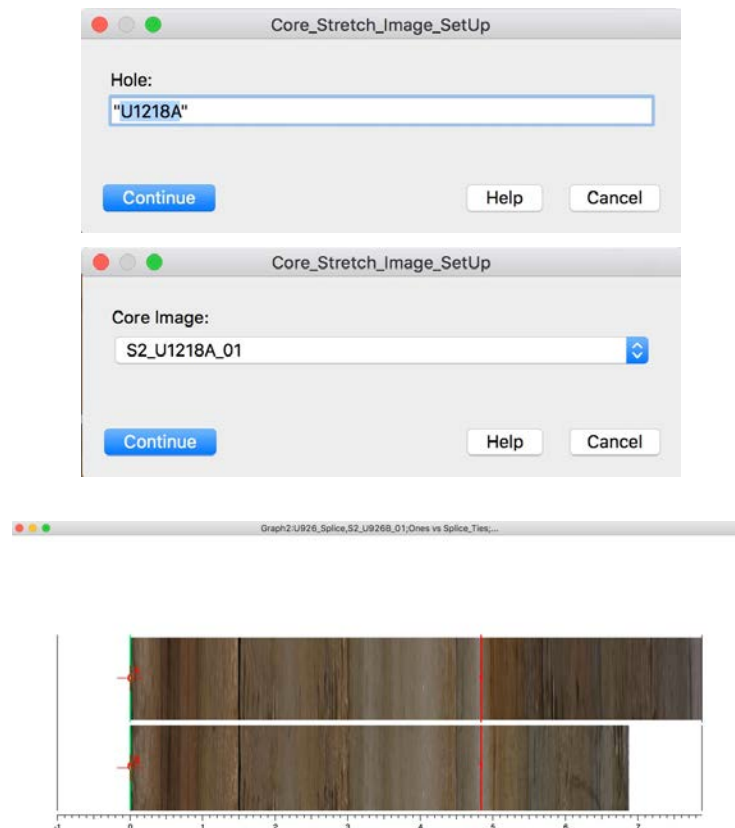 Core_Stretch_Image_SetUp
Hole:
"U1218A"
Continue Help Cancel
Core_Stretch_Image_SetUp
Core Image:
S2_U1218A_01
Continue Help Cancel
Graph2:U926_Splice,S2_U926B_01;Ones vs Splice_Ties;...
-1 0 1 2 3 4 5 6 7